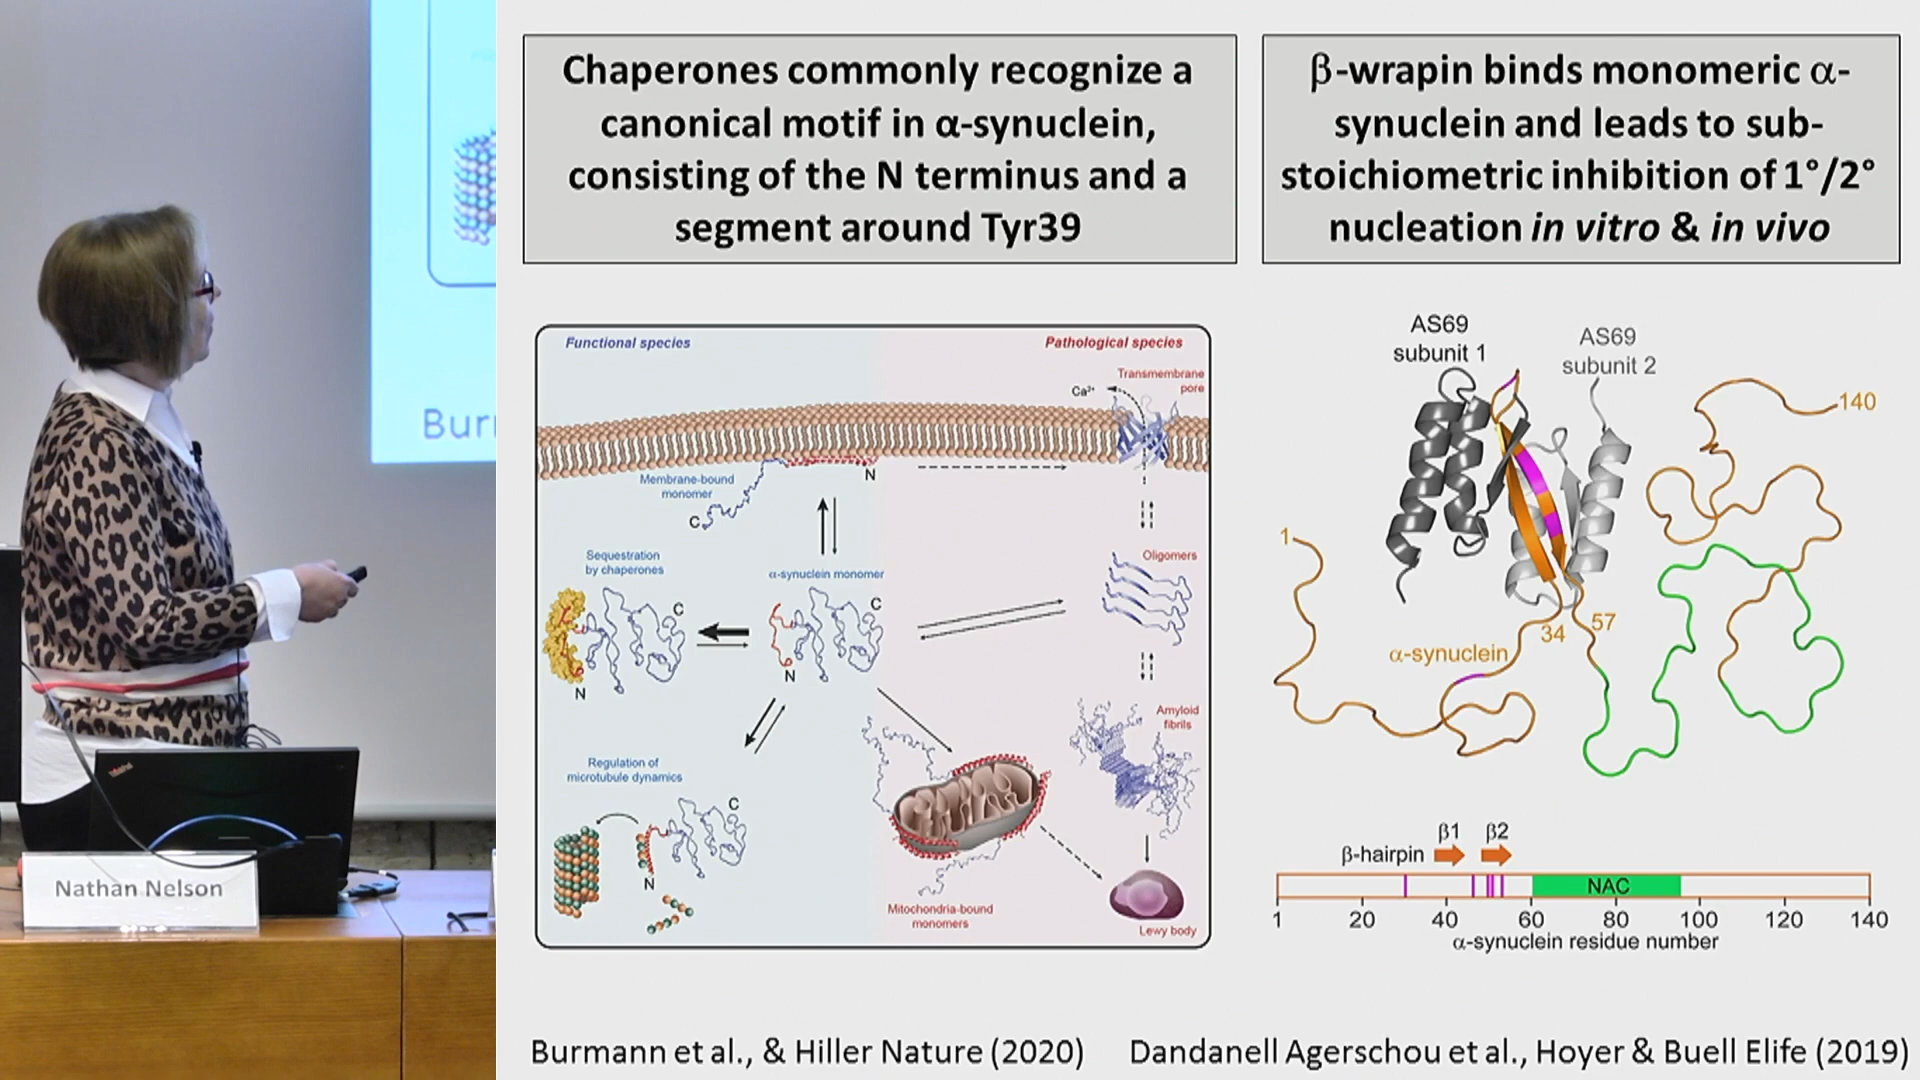 Chaperones commonly recognize a
canonical motif in α-synuclein,
consisting of the N terminus and a
segment around Tyr39
β-wrapin binds monomeric α-
synuclein and leads to sub-
stoichiometric inhibition of 1°/2°
nucleation in vitro & in vivo
Functional species
Pathological species
Transmembrane
pore
Ca²⁺
Membrane-bound
monomer
N
C
Sequestration
by chaperones
α-synuclein monomer
Oligomers
C
C
N
N
Amyloid
fibrils
Regulation of
microtubule dynamics
C
N
Mitochondria-bound
monomers
Lewy body
AS69
subunit 1
AS69
subunit 2
140
1
34
57
α-synuclein
β1
β2
β-hairpin
NAC
1 20 40 60 80 100 120 140
α-synuclein residue number
Burmann et al., & Hiller Nature (2020)
Dandanell Agerschou et al., Hoyer & Buell Elife (2019)
Bur
Nathan Nelson
ThinkPad